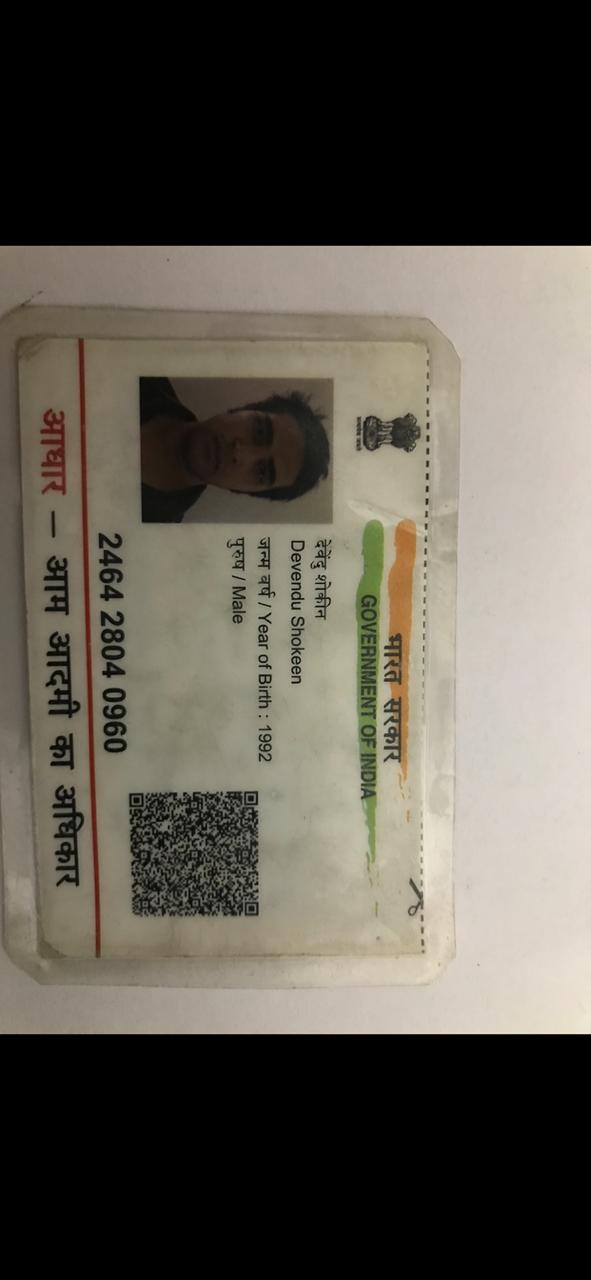 भारत सरकार
GOVERNMENT OF INDIA
देवेंदु शोकीन
Devendu Shokeen
जन्म वर्ष / Year of Birth : 1992
पुरुष / Male
2464 2804 0960
आधार – आम आदमी का अधिकार